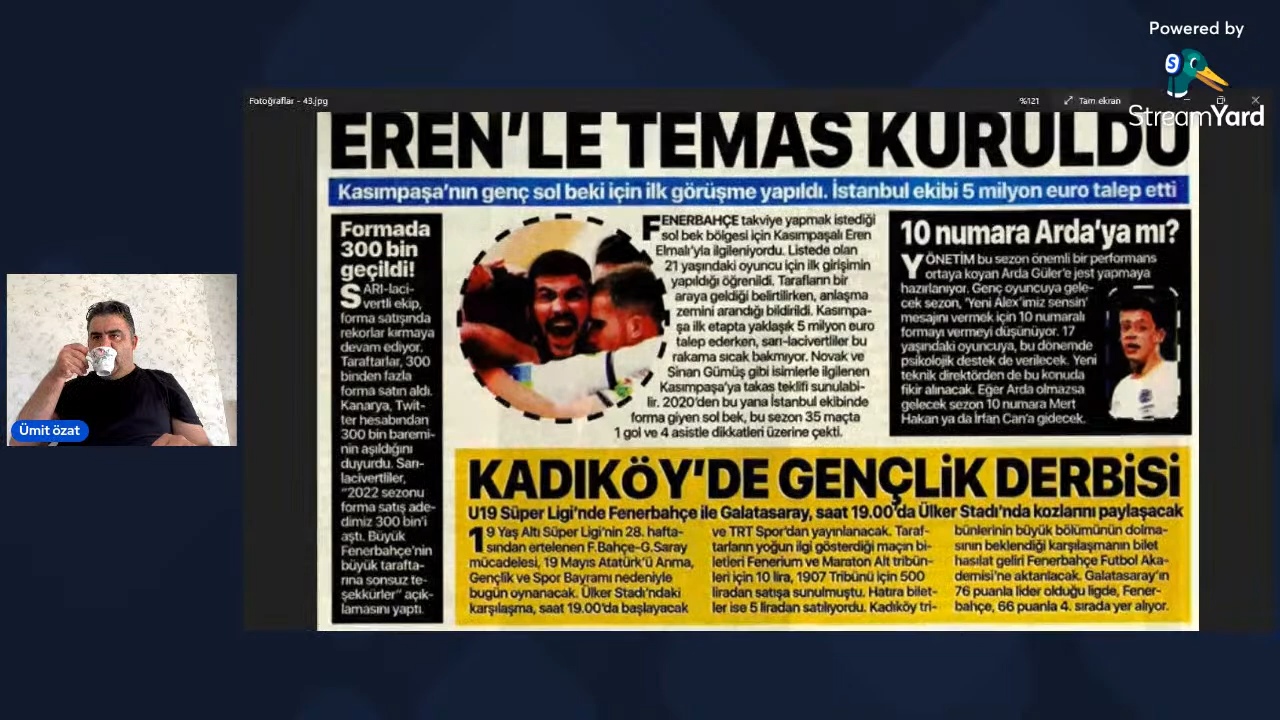 Powered by
StreamYard
Fotoğraflar - 43.jpg
%121
Tam ekran
EREN'LE TEMAS KURULDU
Kasımpaşa'nın genç sol beki için ilk görüşme yapıldı. İstanbul ekibi 5 milyon euro talep etti
Formada
300 bin
geçildi!
SARI-laci-
vertli ekip,
forma satışında
rekorlar kırmaya
devam ediyor.
Taraftarlar, 300
binden fazla
forma satın aldı.
Kanarya, Twit-
ter hesabından
300 bin baremi-
nin aşıldığını
duyurdu. Sarı-
lacivertliler,
"2022 sezonu
forma satış ade-
dimiz 300 bin'i
aştı. Büyük
Fenerbahçe'nin
büyük tarafta-
rına sonsuz te-
şekkürler" açık-
lamasını yaptı.
FENERBAHÇE takviye yapmak istediği
sol bek bölgesi için Kasımpaşalı Eren
Elmalı'yla ilgileniyordu. Listede olan
21 yaşındaki oyuncu için ilk girişimin
yapıldığı öğrenildi. Tarafların bir
araya geldiği belirtilirken, anlaşma
zemini arandığı bildirildi. Kasımpa-
şa ilk etapta yaklaşık 5 milyon euro
talep ederken, sarı-lacivertliler bu
rakama sıcak bakmıyor. Novak ve
Sinan Gümüş gibi isimlerle ilgilenen
Kasımpaşa'ya takas teklifi sunulabi-
lir. 2020'den bu yana İstanbul ekibinde
forma giyen sol bek, bu sezon 35 maçta
1 gol ve 4 asistle dikkatleri üzerine çekti.
10 numara Arda'ya mı?
YÖNETİM bu sezon önemli bir performans
ortaya koyan Arda Güler'e jest yapmaya
hazırlanıyor. Genç oyuncuya gele-
cek sezon, 'Yeni Alex'imiz sensin'
mesajını vermek için 10 numaralı
formayı vermeyi düşünüyor. 17
yaşındaki oyuncuya, bu dönemde
psikolojik destek de verilecek. Yeni
teknik direktörden de bu konuda
fikir alınacak. Eğer Arda olmazsa
gelecek sezon 10 numara Mert
Hakan ya da İrfan Can'a gidecek.
KADIKÖY'DE GENÇLİK DERBİSİ
U19 Süper Ligi'nde Fenerbahçe ile Galatasaray, saat 19.00'da Ülker Stadı'nda kozlarını paylaşacak
19 Yaş Altı Süper Ligi'nin 28. hafta-
sından ertelenen F.Bahçe-G.Saray
mücadelesi, 19 Mayıs Atatürk'ü Anma,
Gençlik ve Spor Bayramı nedeniyle
bugün oynanacak. Ülker Stadı'ndaki
karşılaşma, saat 19.00'da başlayacak
ve TRT Spor'dan yayınlanacak. Taraf-
tarların yoğun ilgi gösterdiği maçın bi-
letleri Fenerium ve Maraton Alt tribün-
leri için 10 lira, 1907 Tribünü için 500
liradan satışa sunulmuştu. Hatıra bilet-
ler ise 5 liradan satılıyordu. Kadıköy tri-
bünlerinin büyük bölümünün dolma-
sının beklendiği karşılaşmanın bilet
hasılat geliri Fenerbahçe Futbol Aka-
demisi'ne aktarılacak. Galatasaray'ın
76 puanla lider olduğu ligde, Fener-
bahçe, 66 puanla 4. sırada yer alıyor.
Ümit özat